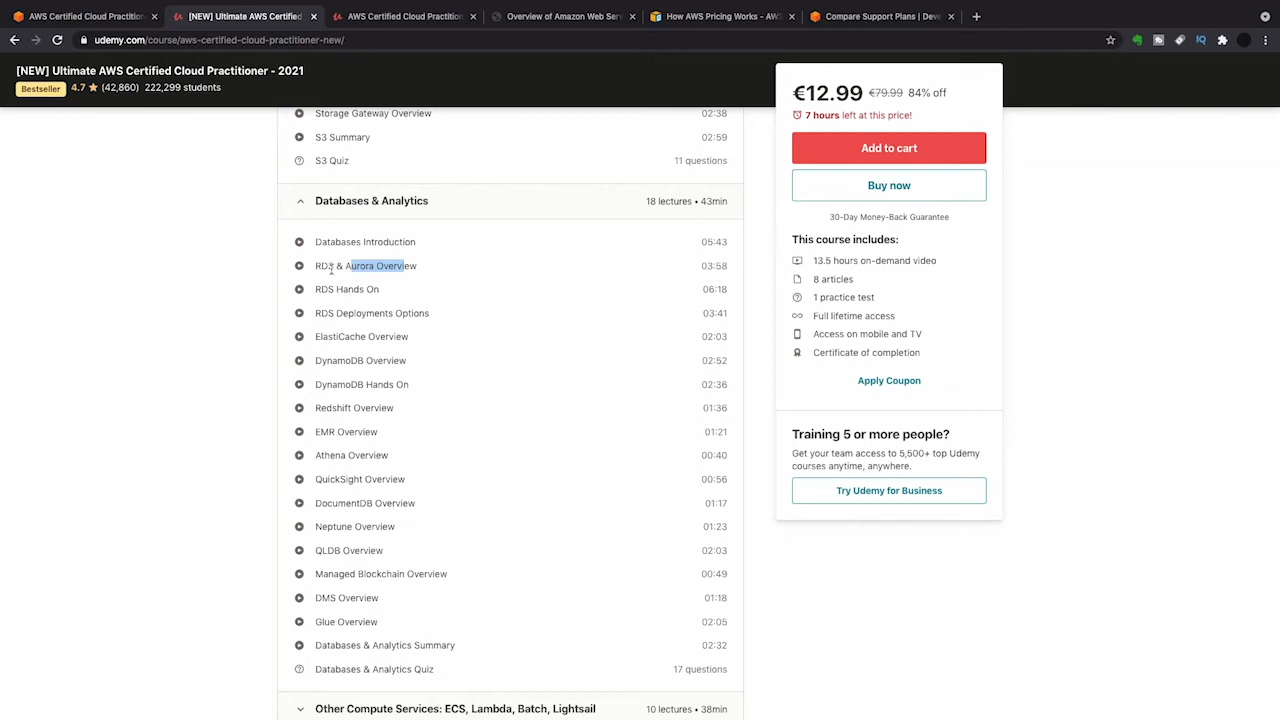 AWS Certified Cloud Practition
[NEW] Ultimate AWS Certified
AWS Certified Cloud Practition
Overview of Amazon Web Serv
How AWS Pricing Works - AWS
Compare Support Plans | Deve
udemy.com/course/aws-certified-cloud-practitioner-new/
IQ
[NEW] Ultimate AWS Certified Cloud Practitioner - 2021
Bestseller 4.7 (42,860) 222,299 students
Storage Gateway Overview 02:38
S3 Summary 02:59
S3 Quiz 11 questions
Databases & Analytics 18 lectures • 43min
Databases Introduction 05:43
RDS & Aurora Overview 03:58
RDS Hands On 06:18
RDS Deployments Options 03:41
ElastiCache Overview 02:03
DynamoDB Overview 02:52
DynamoDB Hands On 02:36
Redshift Overview 01:36
EMR Overview 01:21
Athena Overview 00:40
QuickSight Overview 00:56
DocumentDB Overview 01:17
Neptune Overview 01:23
QLDB Overview 02:03
Managed Blockchain Overview 00:49
DMS Overview 01:18
Glue Overview 02:05
Databases & Analytics Summary 02:32
Databases & Analytics Quiz 17 questions
Other Compute Services: ECS, Lambda, Batch, Lightsail 10 lectures • 38min
€12.99 €79.99 84% off
7 hours left at this price!
Add to cart
Buy now
30-Day Money-Back Guarantee
This course includes:
13.5 hours on-demand video
8 articles
1 practice test
Full lifetime access
Access on mobile and TV
Certificate of completion
Apply Coupon
Training 5 or more people?
Get your team access to 5,500+ top Udemy
courses anytime, anywhere.
Try Udemy for Business